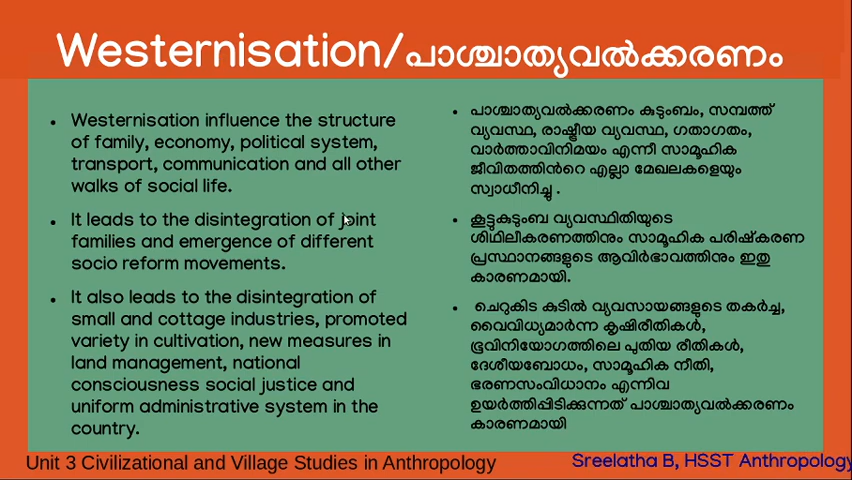 Westernisation/പാശ്ചാത്യവൽക്കരണം
• Westernisation influence the structure
of family, economy, political system,
transport, communication and all other
walks of social life.
• It leads to the disintegration of joint
families and emergence of different
socio reform movements.
• It also leads to the disintegration of
small and cottage industries, promoted
variety in cultivation, new measures in
land management, national
consciousness social justice and
uniform administrative system in the
country.
• പാശ്ചാത്യവൽക്കരണം കുടുംബം, സമ്പത്ത്
വ്യവസ്ഥ, രാഷ്ട്രീയ വ്യവസ്ഥ, ഗതാഗതം,
വാർത്താവിനിമയം എന്നീ സാമൂഹിക
ജീവിതത്തിൻറെ എല്ലാ മേഖലകളെയും
സ്വാധീനിച്ചു .
• കൂട്ടുകുടുംബ വ്യവസ്ഥിതിയുടെ
ശിഥിലീകരണത്തിനും സാമൂഹിക പരിഷ്കരണ
പ്രസ്ഥാനങ്ങളുടെ ആവിർഭാവത്തിനും ഇതു
കാരണമായി.
• ചെറുകിട കുടിൽ വ്യവസായങ്ങളുടെ തകർച്ച,
വൈവിധ്യമാർന്ന കൃഷിരീതികൾ,
ഭൂവിനിയോഗത്തിലെ പുതിയ രീതികൾ,
ദേശീയബോധം, സാമൂഹിക നീതി,
ഭരണസംവിധാനം എന്നിവ
ഉയർത്തിപ്പിടിക്കുന്നത് പാശ്ചാത്യവൽക്കരണം
കാരണമായി
Unit 3 Civilizational and Village Studies in Anthropology
Sreelatha B, HSST Anthropology